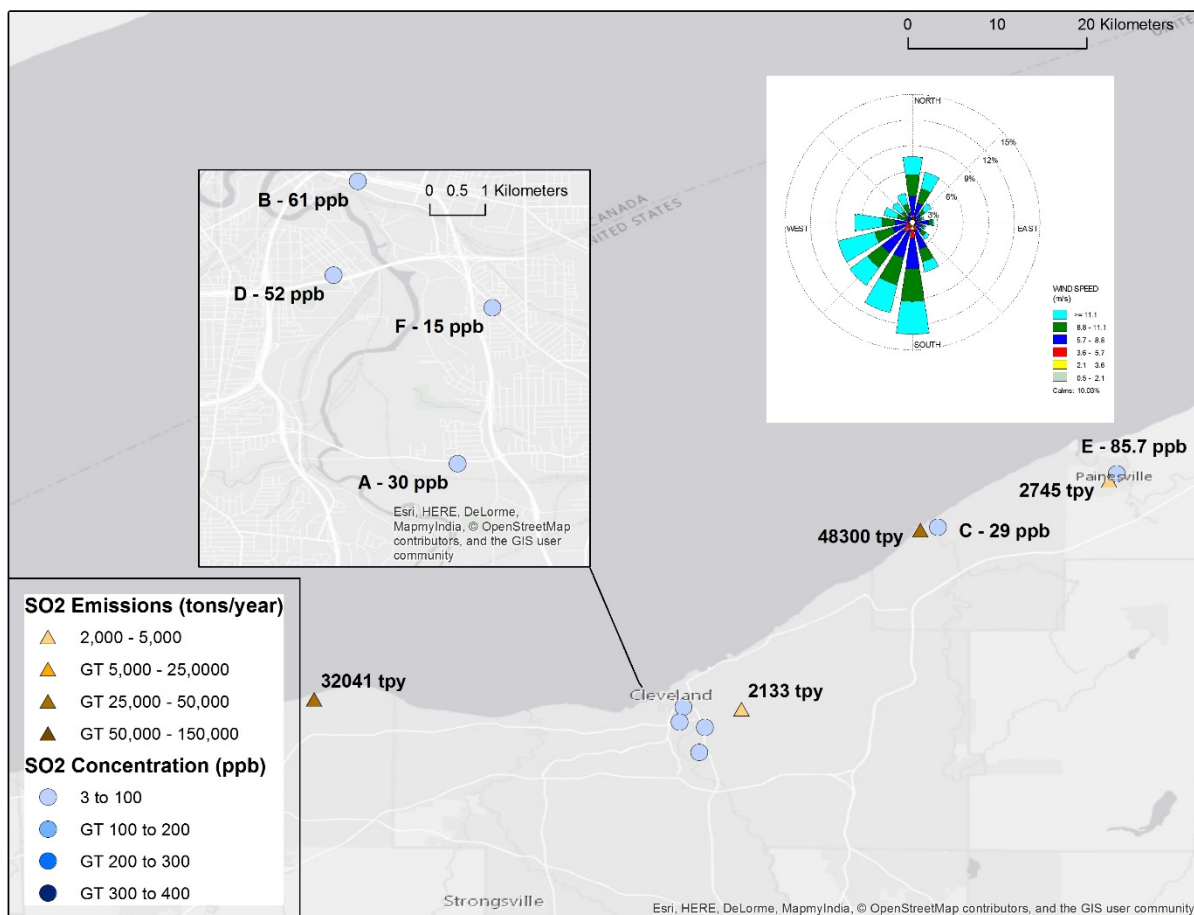 0 10 20 Kilometers
UNITE
NORTH
15%
12%
9%
6%
3%
WEST
EAST
SOUTH
WIND SPEED
(m/s)
>= 11.1
8.8 - 11.1
5.7 - 8.8
3.6 - 5.7
2.1 3.6
0.5 - 2.1
Calms: 10.03%
CANADA
UNITED STATES
0 0.5 1 Kilometers
B - 61 ppb
D - 52 ppb
F - 15 ppb
A - 30 ppb
Esri, HERE, DeLorme,
MapmyIndia, © OpenStreetMap
contributors, and the GIS user
community
E - 85.7 ppb
Painesville
2745 tpy
48300 tpy
C - 29 ppb
32041 tpy
Cleveland
2133 tpy
SO2 Emissions (tons/year)
2,000 - 5,000
GT 5,000 - 25,0000
GT 25,000 - 50,000
GT 50,000 - 150,000
SO2 Concentration (ppb)
3 to 100
GT 100 to 200
GT 200 to 300
GT 300 to 400
Strongsville
Esri, HERE, DeLorme, MapmyIndia, © OpenStreetMap contributors, and the GIS user community